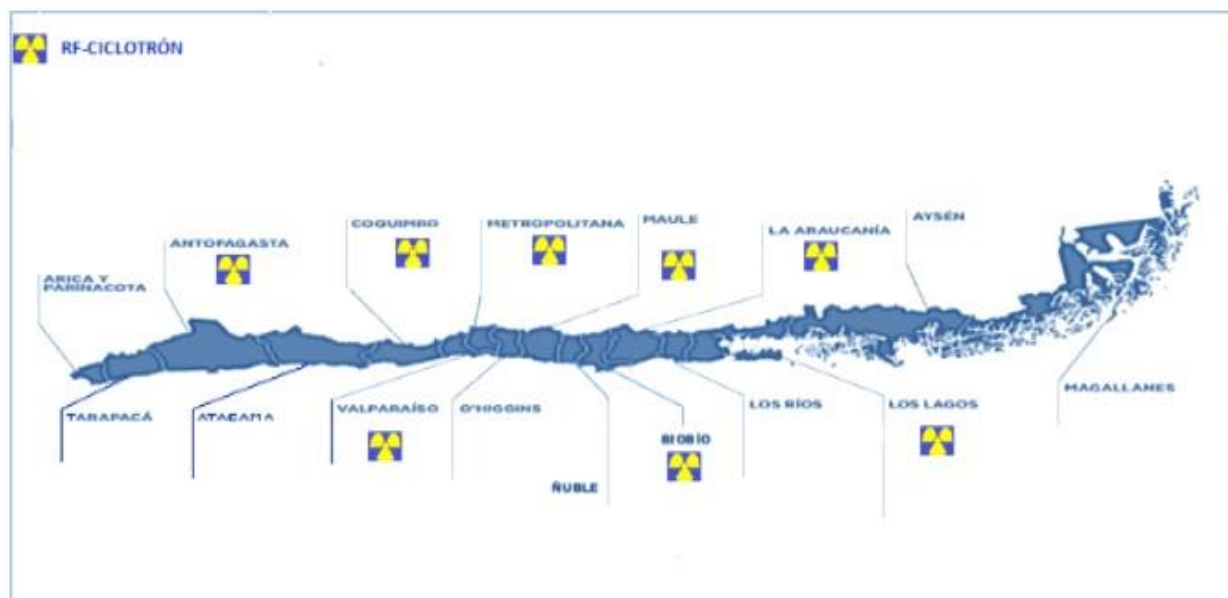 RF-CICLOTRÓN
ARICA Y
PARINACOTA
ANTOFAGASTA
COQUIMBO
METROPOLITANA
MAULE
LA ARAUCANÍA
AYSÉN
TARAPACÁ
ATACAMA
VALPARAÍSO
O'HIGGINS
ÑUBLE
BIOBÍO
LOS RÍOS
LOS LAGOS
MAGALLANES